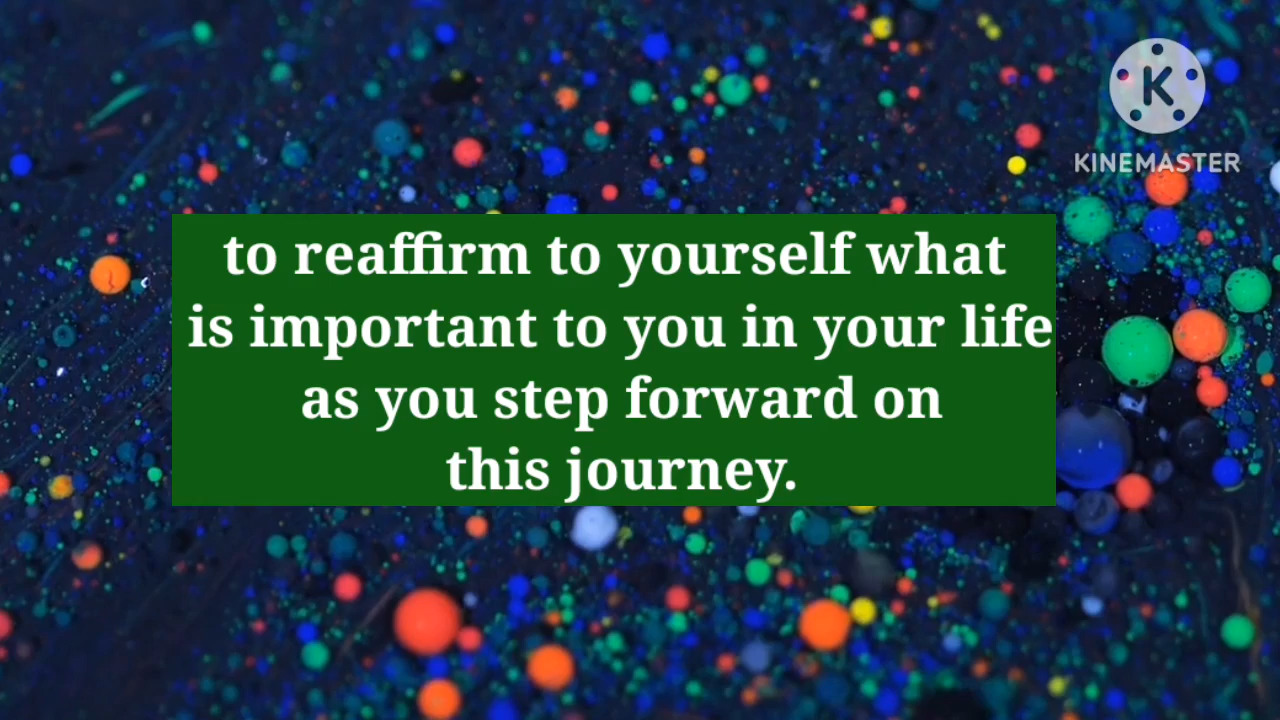 K
KINEMASTER
to reaffirm to yourself what
is important to you in your life
as you step forward on
this journey.